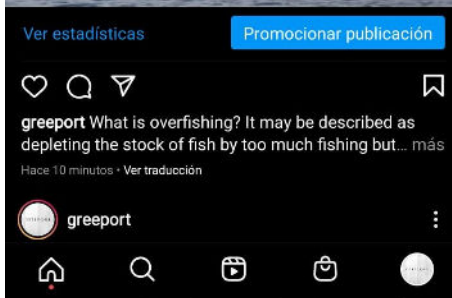 Ver estadísticas
Promocionar publicación
greeport What is overfishing? It may be described as
depleting the stock of fish by too much fishing but... más
Hace 10 minutos • Ver traducción
greeport